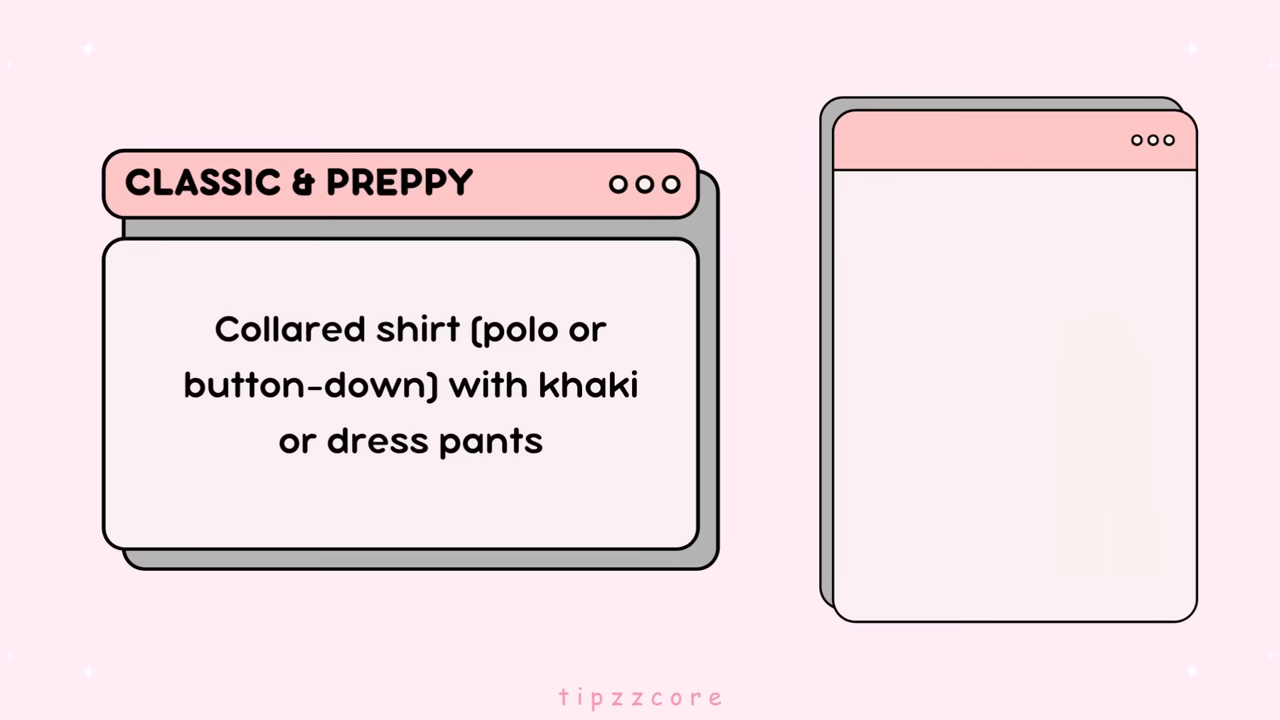 CLASSIC & PREPPY
Collared shirt (polo or
button-down) with khaki
or dress pants
tipzzcore